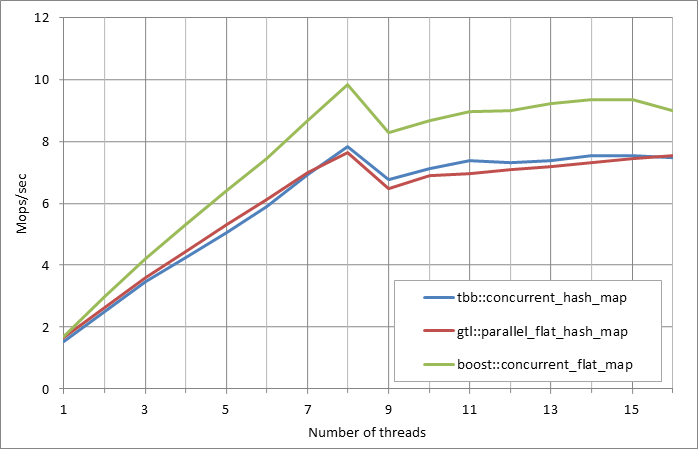 12
10
8
6
4
2
0
Mops/sec
1 3 5 7 9 11 13 15
Number of threads
tbb::concurrent_hash_map
gtl::parallel_flat_hash_map
boost::concurrent_flat_map